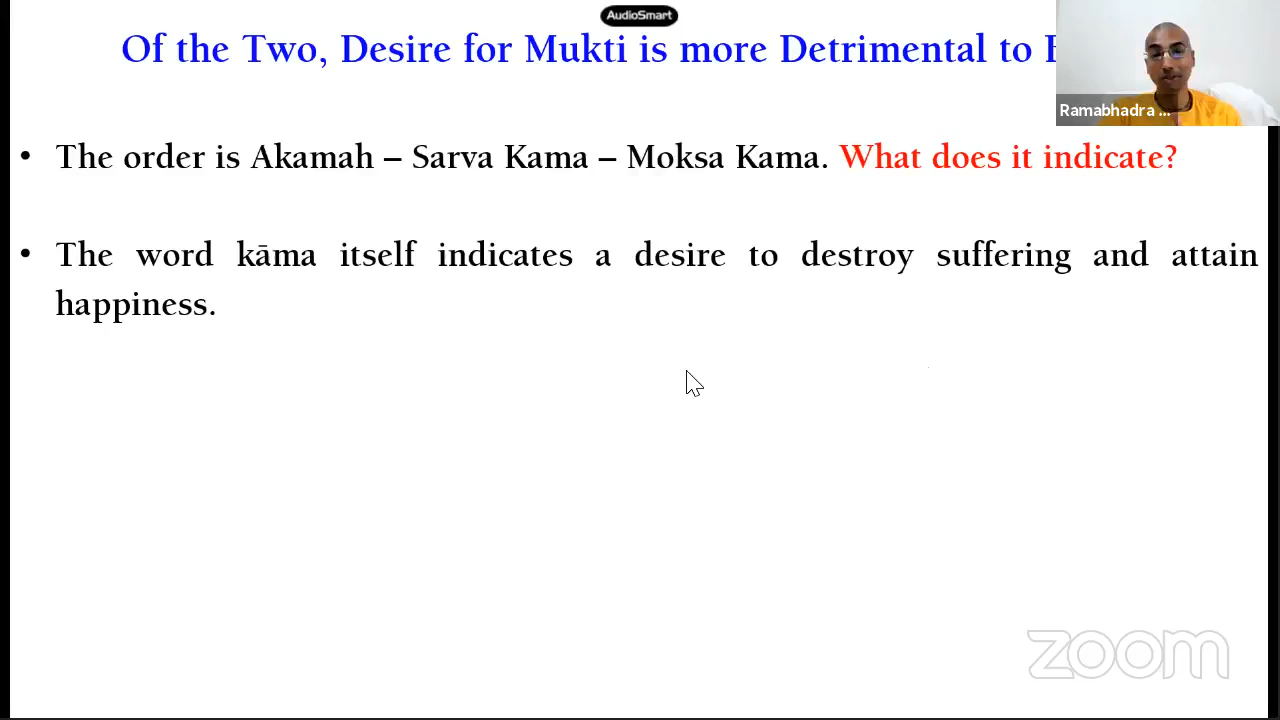 AudioSmart
Of the Two, Desire for Mukti is more Detrimental to
Ramabhadra ...
• The order is Akamah – Sarva Kama – Moksa Kama. What does it indicate?
• The word kāma itself indicates a desire to destroy suffering and attain
happiness.
zoom